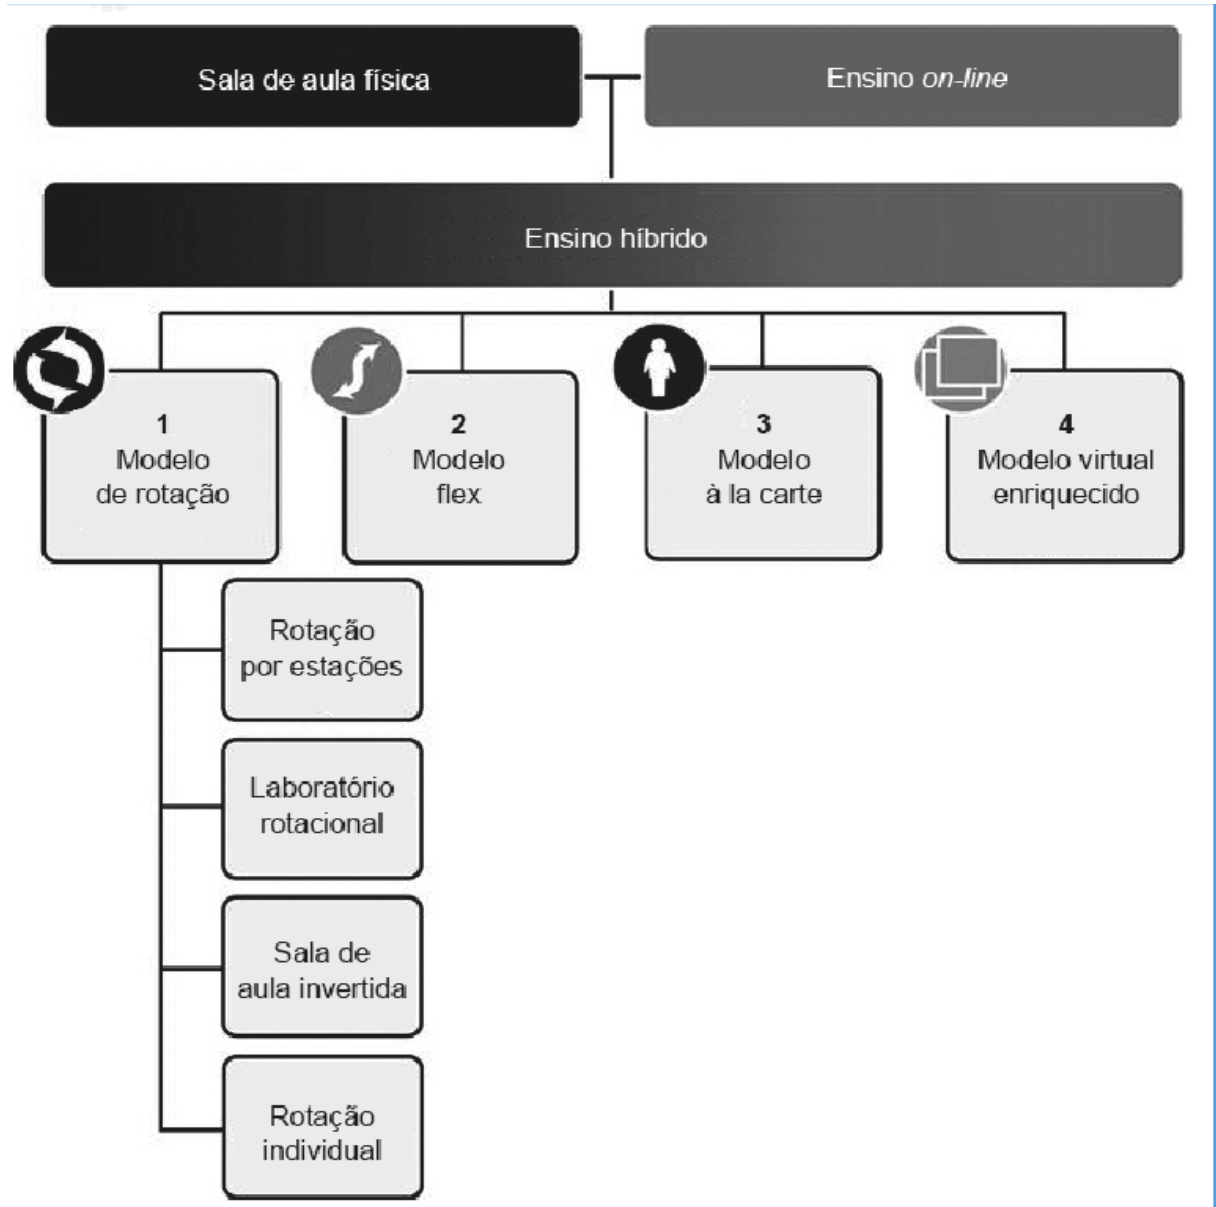 Sala de aula física
Ensino on-line
Ensino híbrido
1
Modelo
de rotação
2
Modelo
flex
3
Modelo
à la carte
4
Modelo virtual
enriquecido
Rotação
por estações
Laboratório
rotacional
Sala de
aula invertida
Rotação
individual